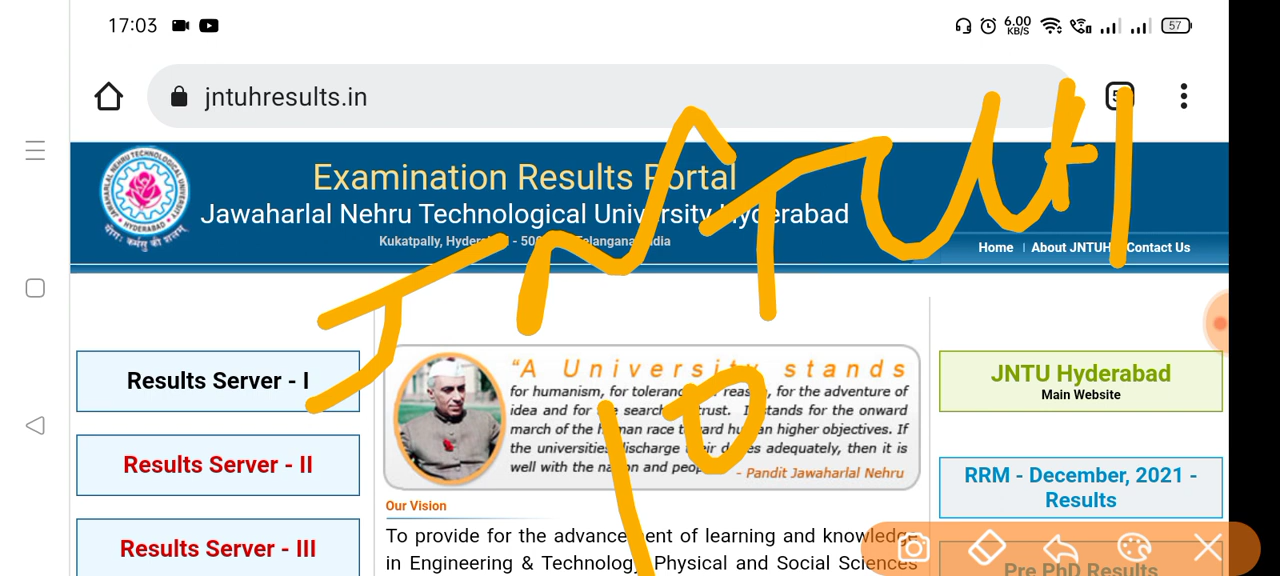 17:03
6.00 KB/S
57
jntuhresults.in
Examination Results Portal
Jawaharlal Nehru Technological University Hyderabad
Kukatpally, Hyderabad - 500 Telangana India
Home | About JNTUH Contact Us
JNTUH
10
Results Server - I
Results Server - II
Results Server - III
"A University stands
for humanism, for tolerance, for reason, for the adventure of
idea and for the search of trust. It stands for the onward
march of the human race toward human higher objectives. If
the universities discharge their duties adequately, then it is
well with the nation and people
- Pandit Jawaharlal Nehru
Our Vision
To provide for the advancement of learning and knowledge
in Engineering & Technology, Physical and Social Sciences
JNTU Hyderabad
Main Website
RRM - December, 2021 -
Results
Pre PhD Results